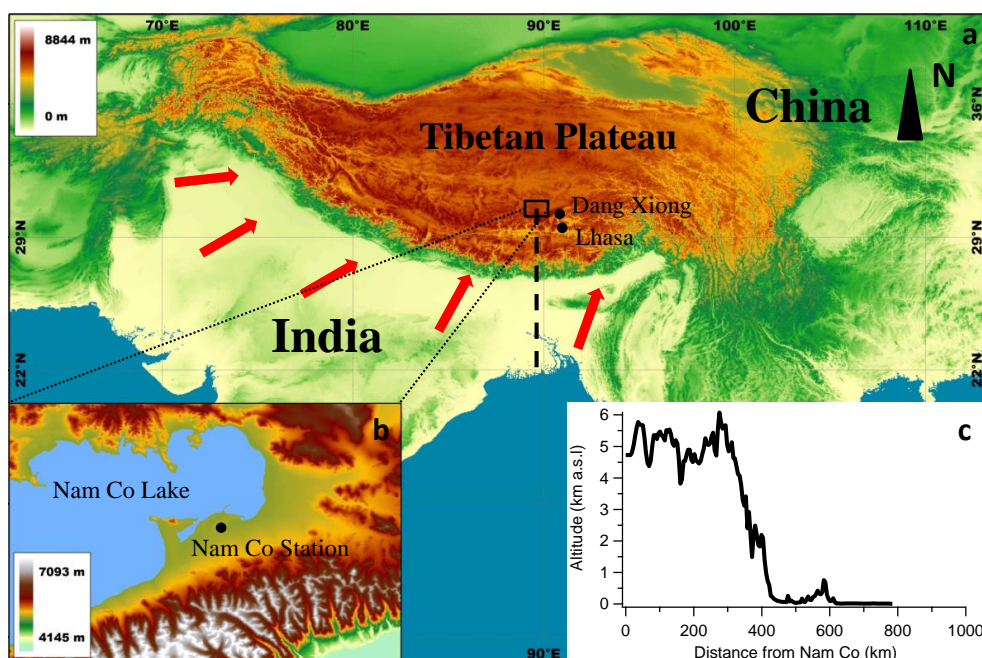 70°E 80°E 90°E 100°E 110°E
a
8844 m
0 m
N
China
36°N
Tibetan Plateau
Dang Xiong
Lhasa
29°N
29°N
India
22°N
22°N
b
Nam Co Lake
Nam Co Station
7093 m
4145 m
90°E
c
Altitude (km a.s.l)
6
5
4
3
2
1
0
0 200 400 600 800 1000
Distance from Nam Co (km)